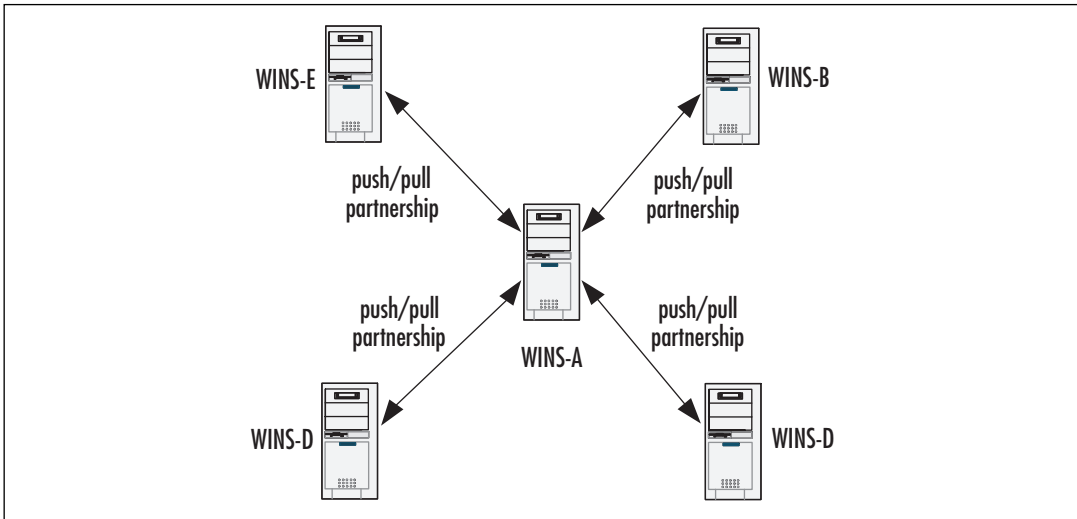 WINS-E
WINS-B
push/pull
partnership
push/pull
partnership
push/pull
partnership
push/pull
partnership
WINS-A
WINS-D
WINS-D